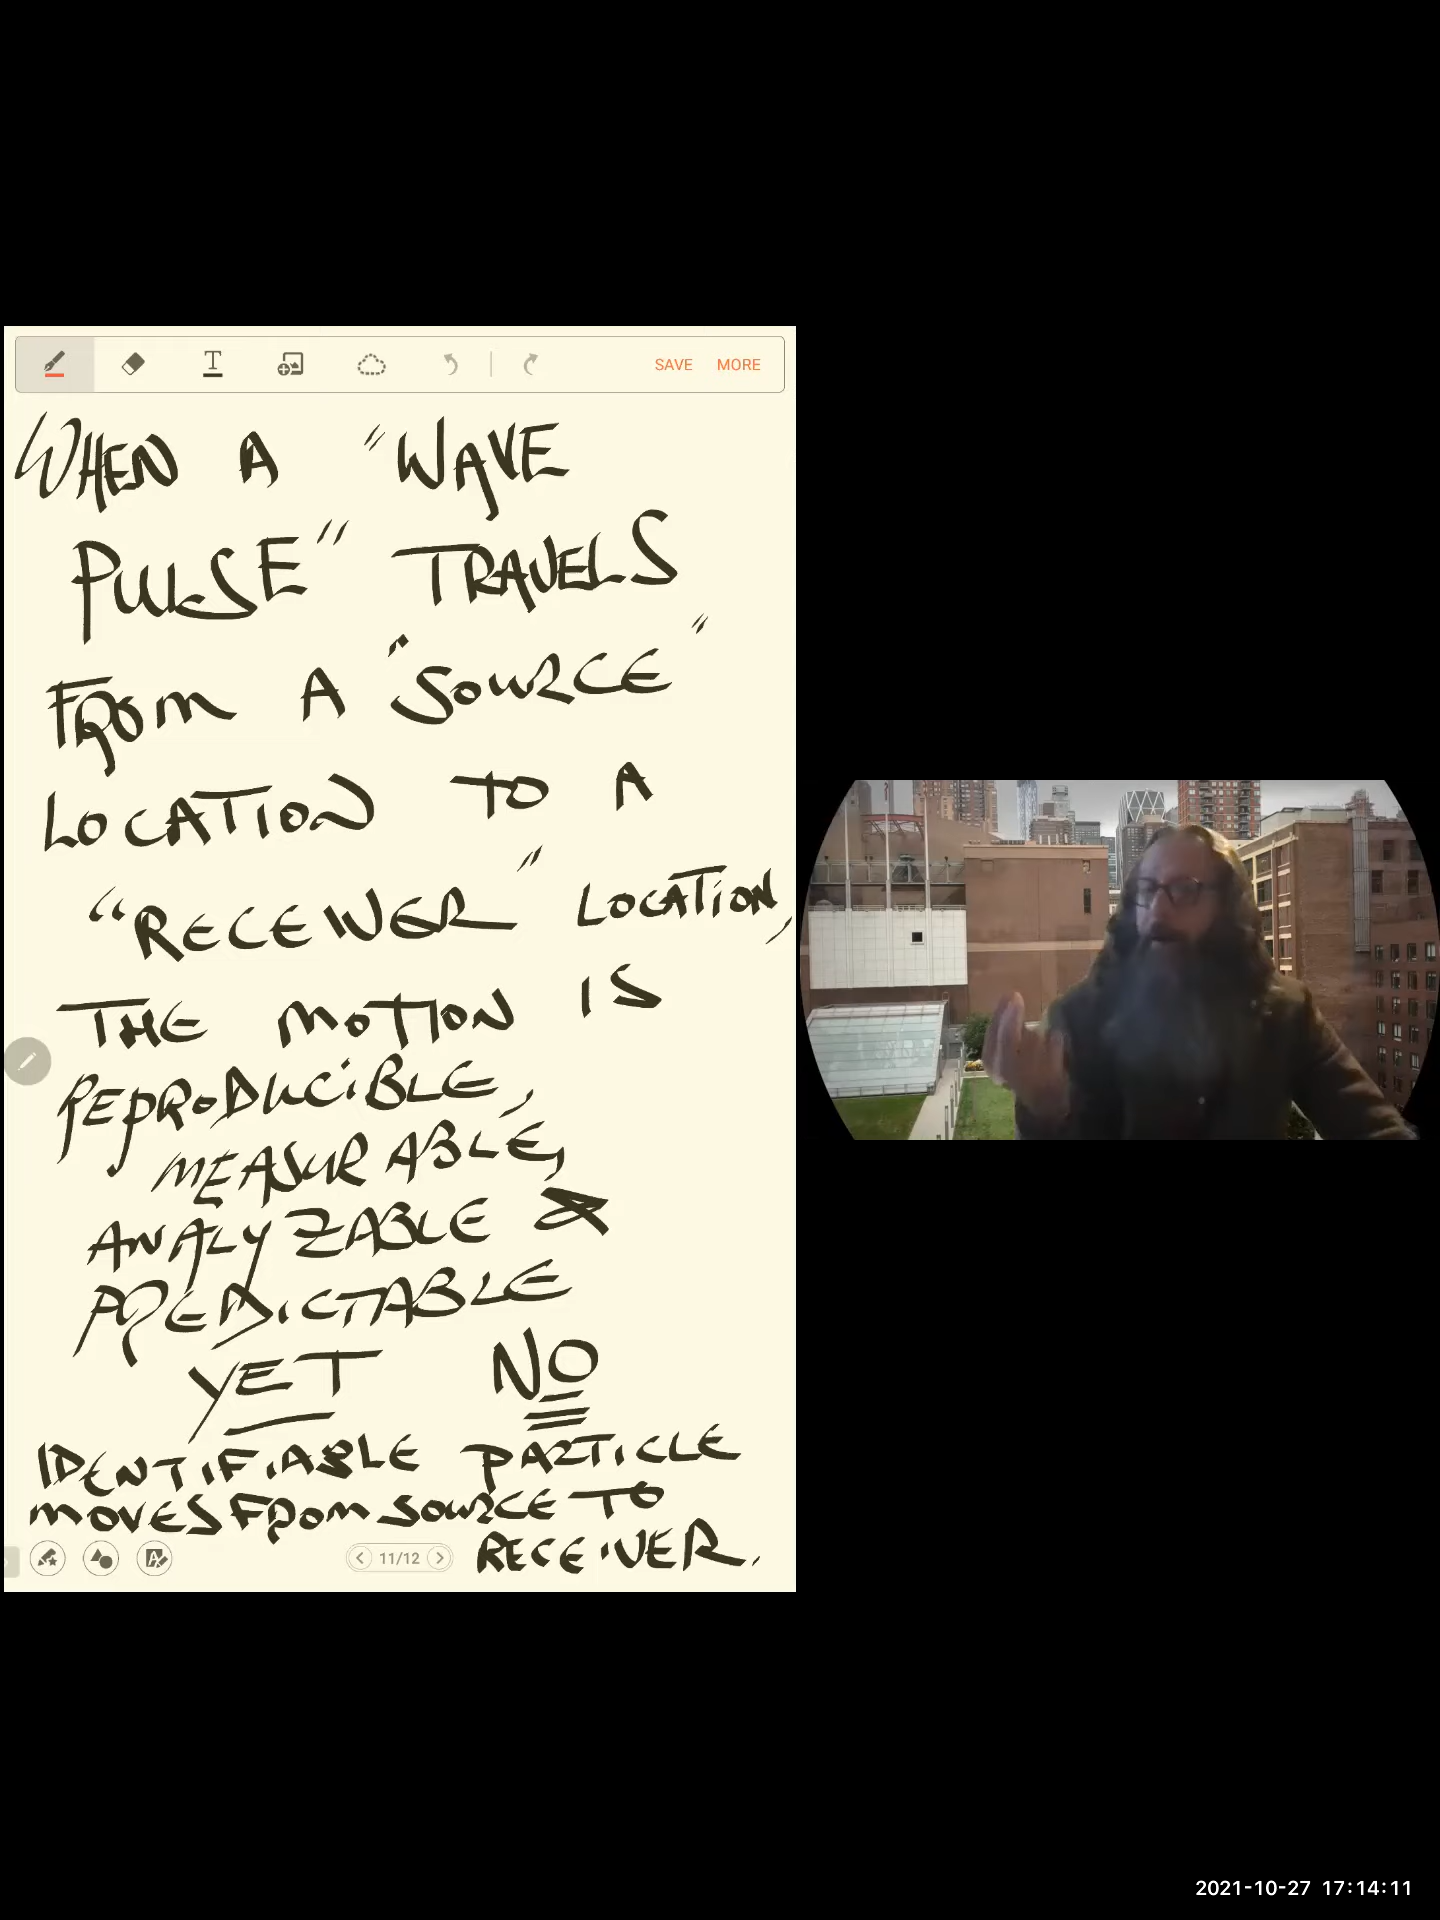 SAVE MORE
WHEN A "WAVE
PULSE" TRAVELS
FROM A "SOURCE"
LOCATION TO A
"RECEIVER" LOCATION,
THE MOTION IS
REPRODUCIBLE,
MEASURABLE,
ANALYZABLE &
PREDICTABLE
YET NO
IDENTIFIABLE PARTICLE
MOVES FROM SOURCE TO
RECEIVER.
11/12
2021-10-27 17:14:11